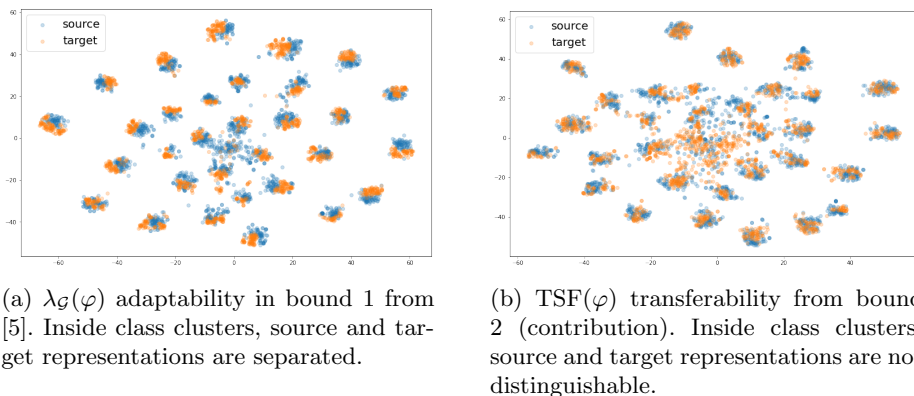 source
target
60
40
20
0
−20
−40
−60
−40
−20
0
20
40
60
(a) λ𝒢(φ) adaptability in bound 1 from
[5]. Inside class clusters, source and tar-
get representations are separated.
source
target
60
40
20
0
−20
−40
−60
−40
−20
0
20
40
(b) TSF(φ) transferability from bound
2 (contribution). Inside class clusters
source and target representations are no
distinguishable.